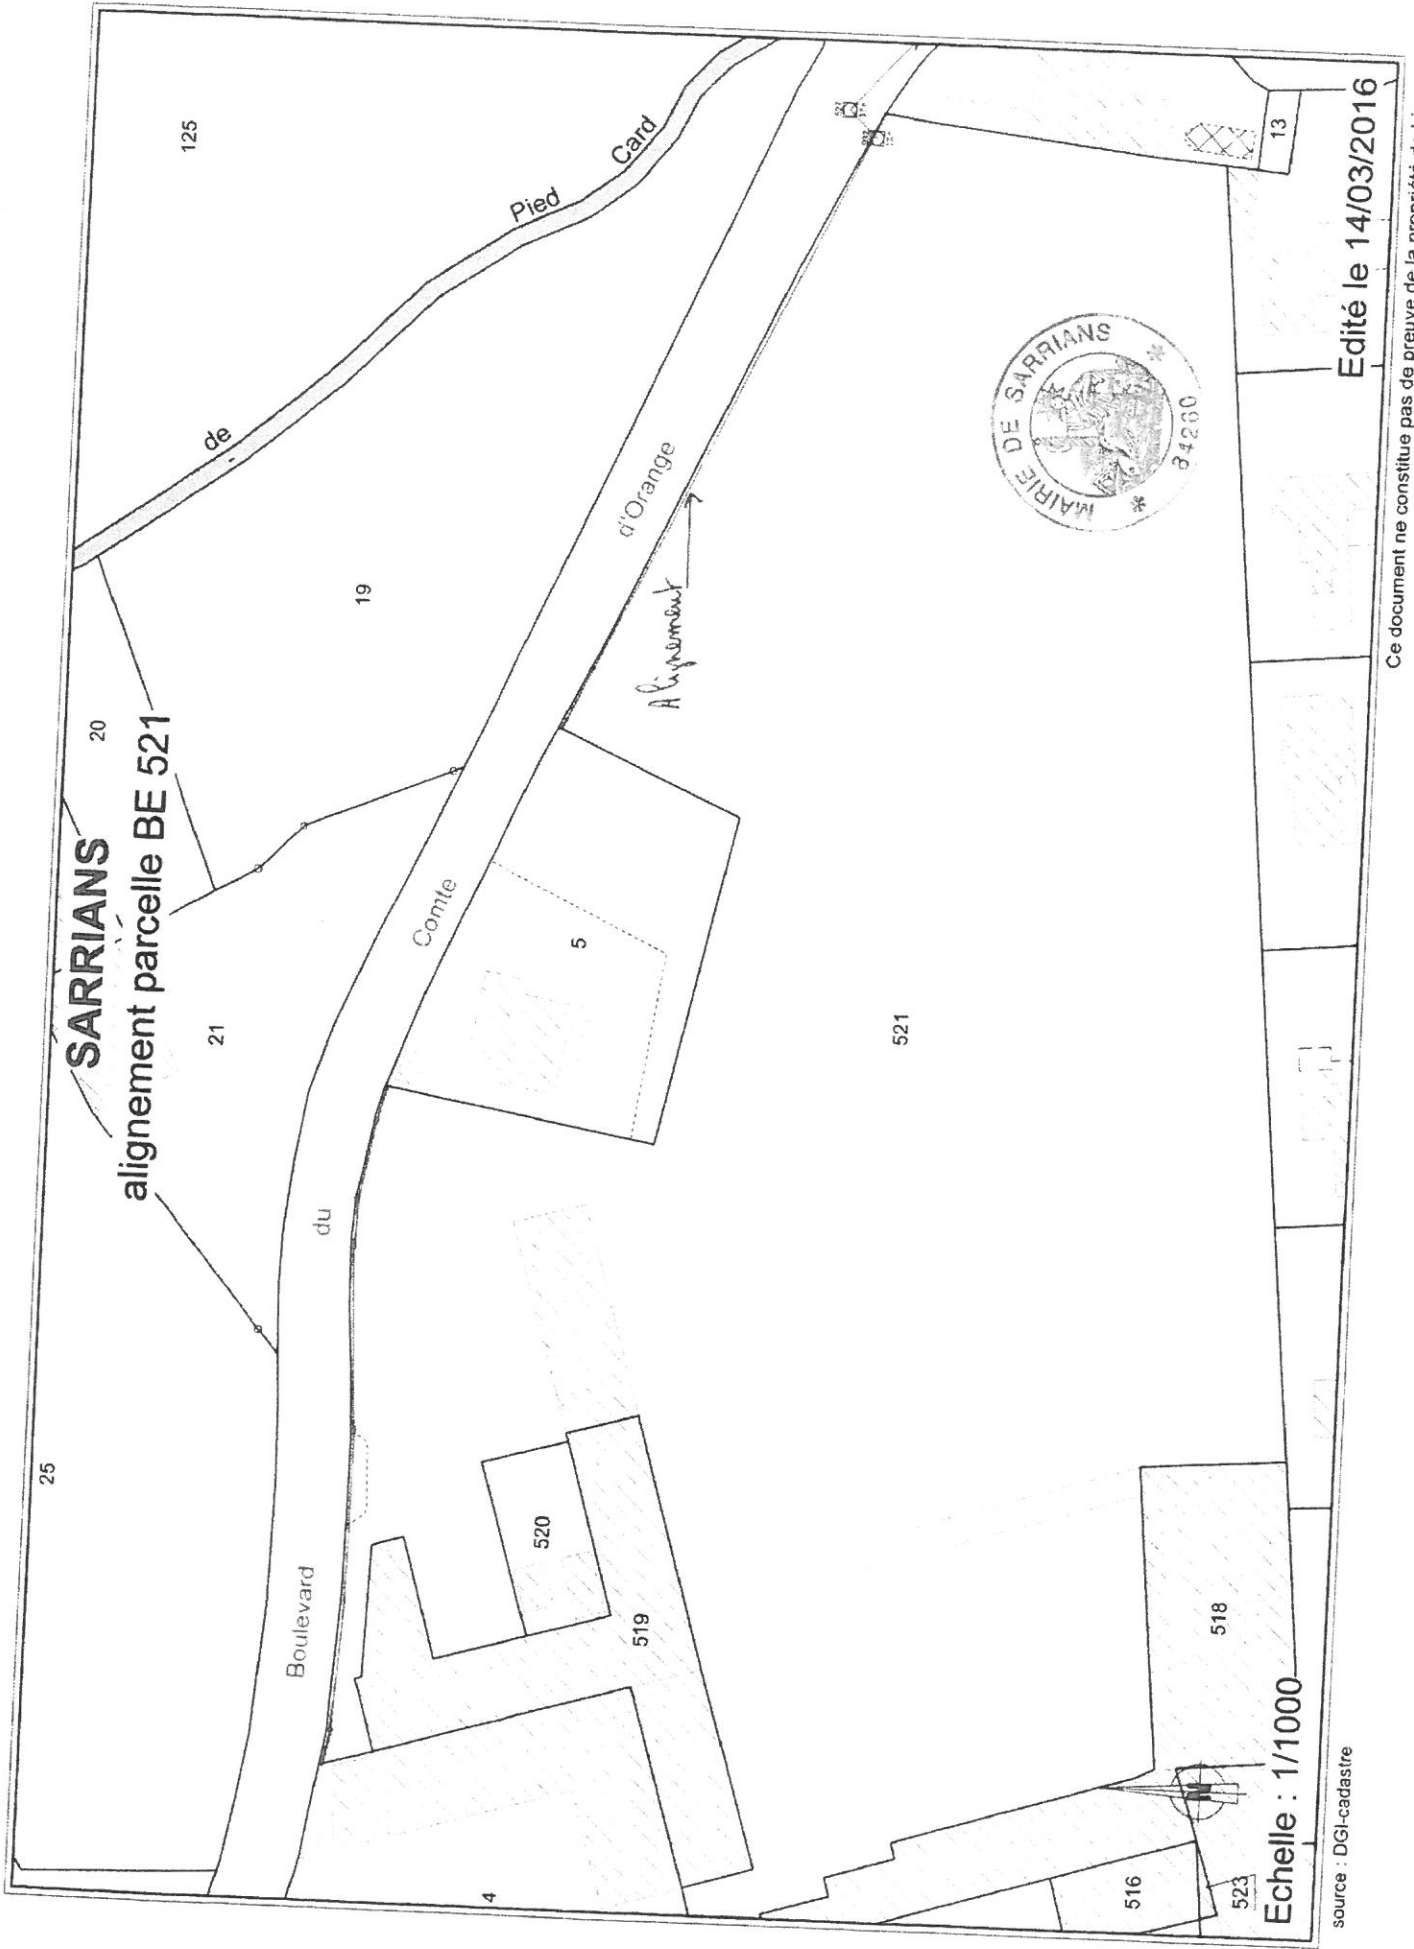 SARRIANS
alignement parcelle BE 521
25
20
125
21
19
de
Pied
Card
Boulevard
du
Comte
d'Orange
Alignement
5
520
519
521
4
518
516
523
13
MAIRIE DE SARRIANS
84260
N
Echelle : 1/1000
Edité le 14/03/2016
source : DGI-cadastre
Ce document ne constitue pas de preuve de la propriété